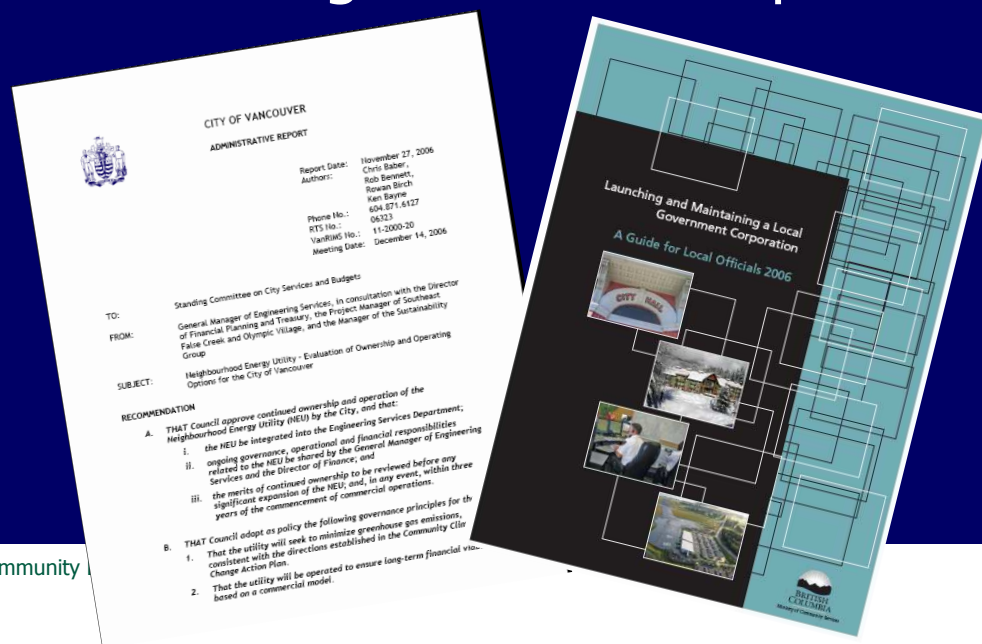 CITY OF VANCOUVER
ADMINISTRATIVE REPORT
Report Date: November 27, 2006
Authors: Chris Baber,
Rob Bennett,
Rowan Birch
Ken Bayne
Phone No.: 604.871.6127
RTS No.: 06323
VanRIMS No.: 11-2000-20
Meeting Date: December 14, 2006
TO: Standing Committee on City Services and Budgets
FROM: General Manager of Engineering Services, in consultation with the Director
of Financial Planning and Treasury, the Project Manager of Southeast
False Creek and Olympic Village, and the Manager of the Sustainability
Group
SUBJECT: Neighbourhood Energy Utility - Evaluation of Ownership and Operating
Options for the City of Vancouver
RECOMMENDATION
A. THAT Council approve continued ownership and operation of the
Neighbourhood Energy Utility (NEU) by the City, and that:
i. the NEU be integrated into the Engineering Services Department;
ii. ongoing governance, operational and financial responsibilities
related to the NEU be shared by the General Manager of Engineering
Services and the Director of Finance; and
iii. the merits of continued ownership to be reviewed before any
significant expansion of the NEU; and, in any event, within three
years of the commencement of commercial operations.
B. THAT Council adopt as policy the following governance principles for th
1. That the utility will seek to minimize greenhouse gas emissions,
consistent with the directions established in the Community Clim
Change Action Plan.
2. That the utility will be operated to ensure long-term financial
based on a commercial model.
Launching and Maintaining a Local
Government Corporation
A Guide for Local Officials 2006
CITY HALL
BRITISH
COLUMBIA
Ministry of Community Services
mmunity